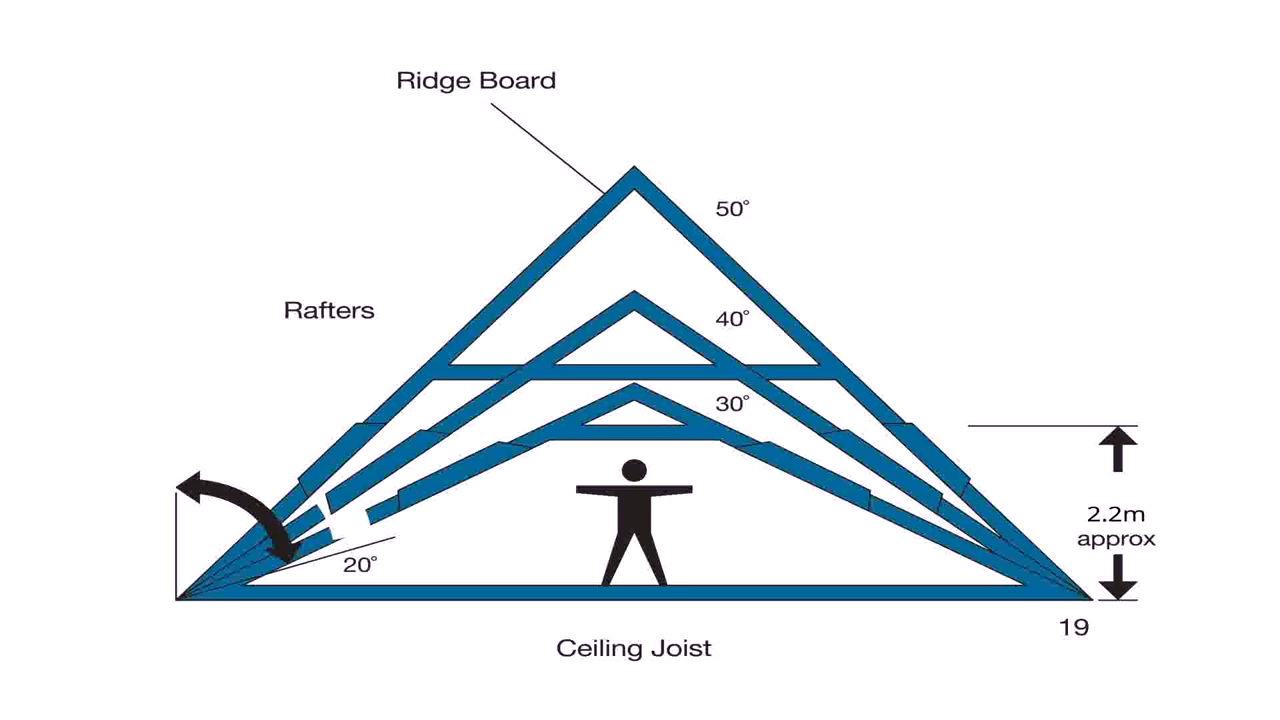 Ridge Board
50°
Rafters
40°
30°
2.2m
approx
20°
19
Ceiling Joist